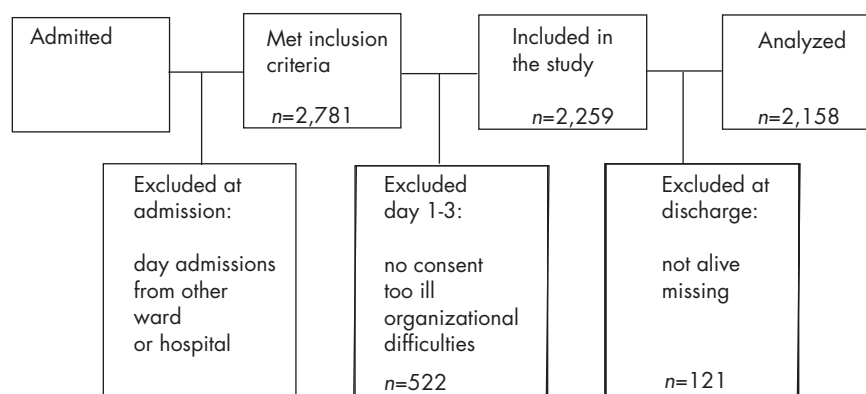 Admitted
Met inclusion
criteria
n=2,781
Included in
the study
n=2,259
Analyzed
n=2,158
Excluded at
admission:
day admissions
from other
ward
or hospital
Excluded
day 1-3:
no consent
too ill
organizational
difficulties
n=522
Excluded at
discharge:
not alive
missing
n=121